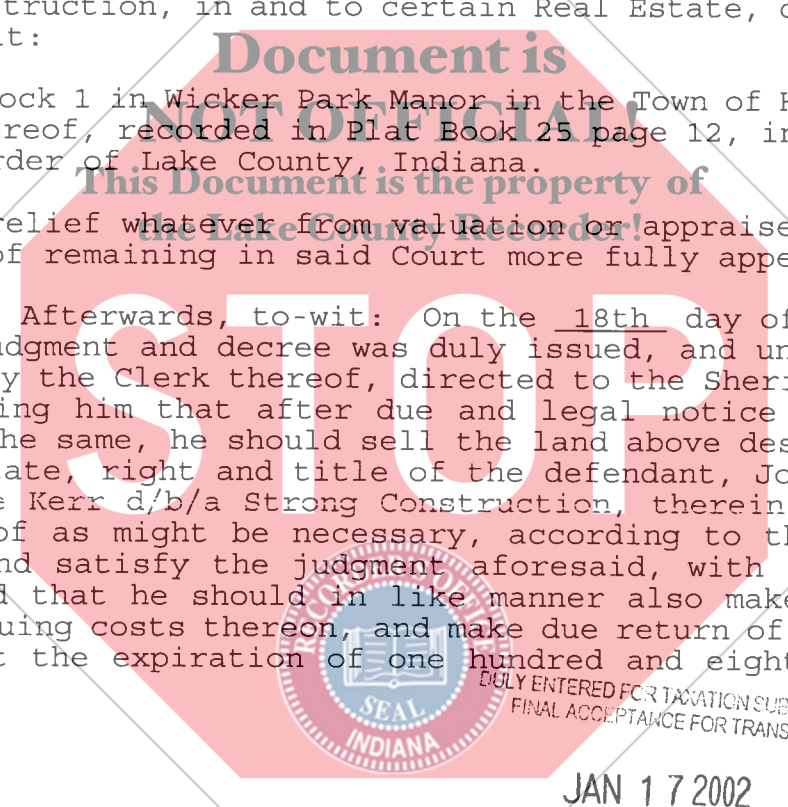 truction, in and to certain Real Estate,
it:
Document is
ock 1 in Wicker Park Manor in the Town of
NOT OFFICIAL!
ereof, recorded in Plat Book 25 page 12, in
rder of Lake County, Indiana.
This Document is the property of
relief whatever from valuation or appraise
the Lake County Recorder!
of remaining in said Court more fully appe
STOP
Afterwards, to-wit: On the 18th day of
udgment and decree was duly issued, and un
y the Clerk thereof, directed to the Sheri
ing him that after due and legal notice
he same, he should sell the land above des
ate, right and title of the defendant, Jo
e Kerr d/b/a Strong Construction, therein
of as might be necessary, according to th
nd satisfy the judgment aforesaid, with
d that he should in like manner also make
uing costs thereon, and make due return of
t the expiration of one hundred and eight
SEAL
INDIANA
DULY ENTERED FOR TAXATION SUB
FINAL ACCEPTANCE FOR TRANS
JAN 17 2002